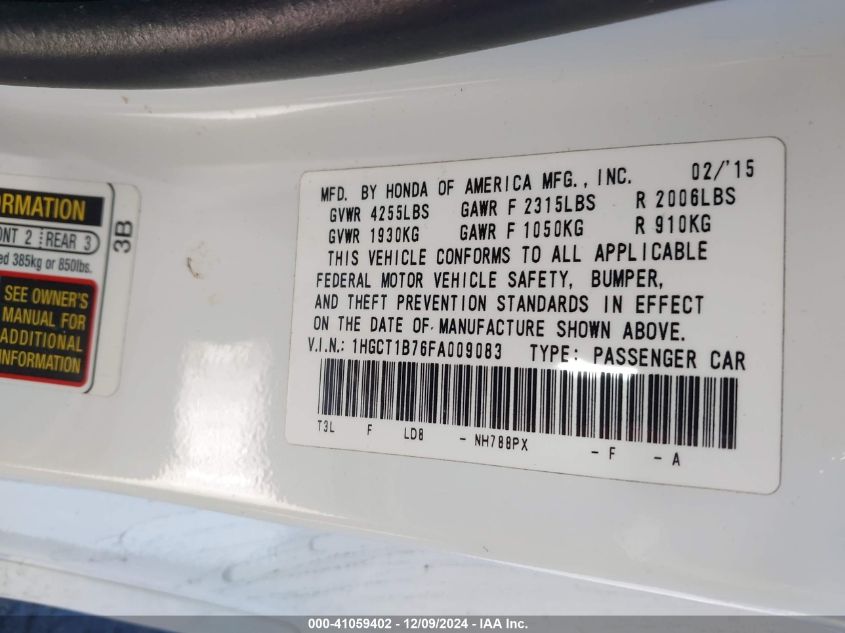 ORMATION
ONT 2 REAR 3
ed 385kg or 850lbs.
SEE OWNER'S
MANUAL FOR
ADDITIONAL
INFORMATION
3B
MFD. BY HONDA OF AMERICA MFG., INC. 02/'15
GVWR 4255LBS GAWR F 2315LBS R 2006LBS
GVWR 1930KG GAWR F 1050KG R 910KG
THIS VEHICLE CONFORMS TO ALL APPLICABLE
FEDERAL MOTOR VEHICLE SAFETY, BUMPER,
AND THEFT PREVENTION STANDARDS IN EFFECT
ON THE DATE OF MANUFACTURE SHOWN ABOVE.
V.I.N.: 1HGCT1B76FA009083 TYPE: PASSENGER CAR
T3L F LD8 - NH788PX - F - A
000-41059402 - 12/09/2024 - IAA Inc.